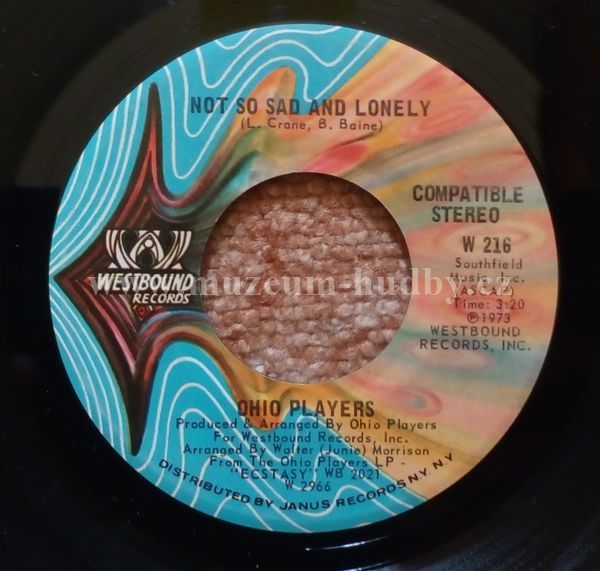 NOT SO SAD AND LONELY
(L. Crane, B. Baine)
COMPATIBLE
STEREO
W 216
Southfield
Music Inc.
ASCAP
Time: 3:20
℗1973
WESTBOUND
RECORDS, INC.
WESTBOUND
RECORDS
www.muzeum-hudby.cz
OHIO PLAYERS
Produced & Arranged By Ohio Players
For Westbound Records, Inc.
Arranged By Walter (Junie) Morrison
From The Ohio Players LP -
"ECSTASY" WB 2021
W 2966
DISTRIBUTED BY JANUS RECORDS N.Y. N.Y.